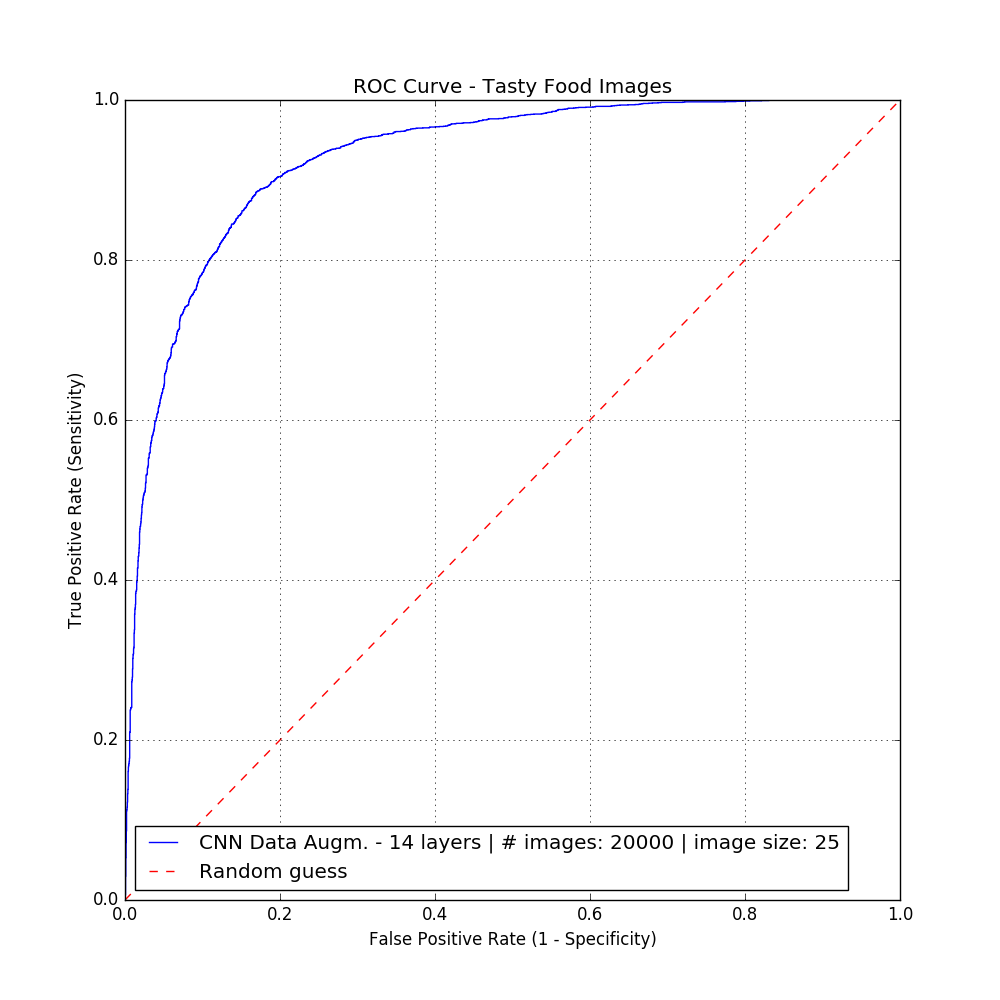 ROC Curve - Tasty Food Images
1.0
0.8
0.6
0.4
0.2
0.0
True Positive Rate (Sensitivity)
CNN Data Augm. - 14 layers | # images: 20000 | image size: 25
Random guess
0.0 0.2 0.4 0.6 0.8 1.0
False Positive Rate (1 - Specificity)